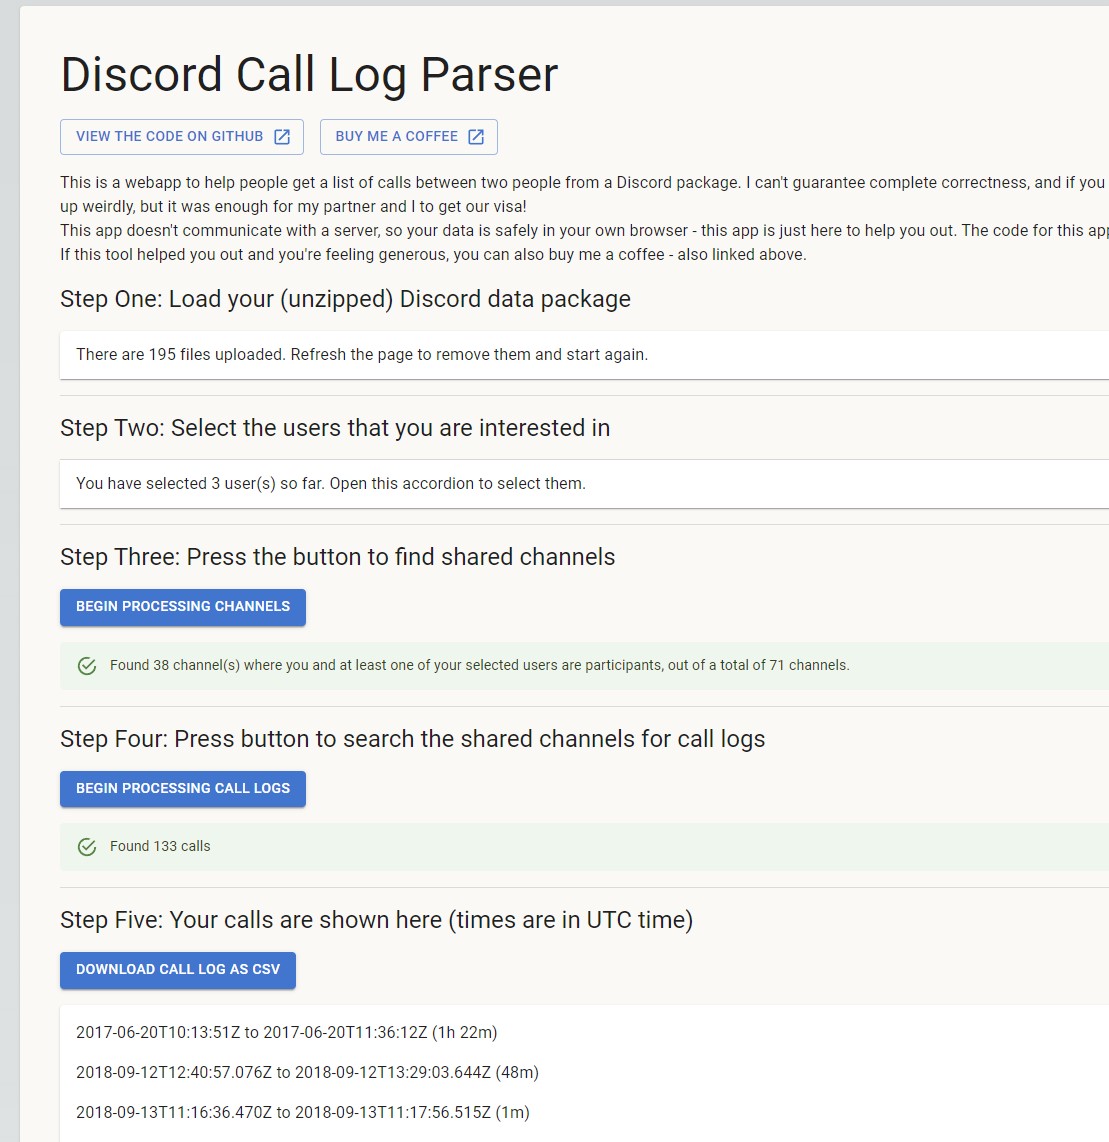 Discord Call Log Parser
VIEW THE CODE ON GITHUB
BUY ME A COFFEE
This is a webapp to help people get a list of calls between two people from a Discord package. I can't guarantee complete correctness, and if you
up weirdly, but it was enough for my partner and I to get our visa!
This app doesn't communicate with a server, so your data is safely in your own browser - this app is just here to help you out. The code for this app
If this tool helped you out and you're feeling generous, you can also buy me a coffee - also linked above.
Step One: Load your (unzipped) Discord data package
There are 195 files uploaded. Refresh the page to remove them and start again.
Step Two: Select the users that you are interested in
You have selected 3 user(s) so far. Open this accordion to select them.
Step Three: Press the button to find shared channels
BEGIN PROCESSING CHANNELS
Found 38 channel(s) where you and at least one of your selected users are participants, out of a total of 71 channels.
Step Four: Press button to search the shared channels for call logs
BEGIN PROCESSING CALL LOGS
Found 133 calls
Step Five: Your calls are shown here (times are in UTC time)
DOWNLOAD CALL LOG AS CSV
2017-06-20T10:13:51Z to 2017-06-20T11:36:12Z (1h 22m)
2018-09-12T12:40:57.076Z to 2018-09-12T13:29:03.644Z (48m)
2018-09-13T11:16:36.470Z to 2018-09-13T11:17:56.515Z (1m)